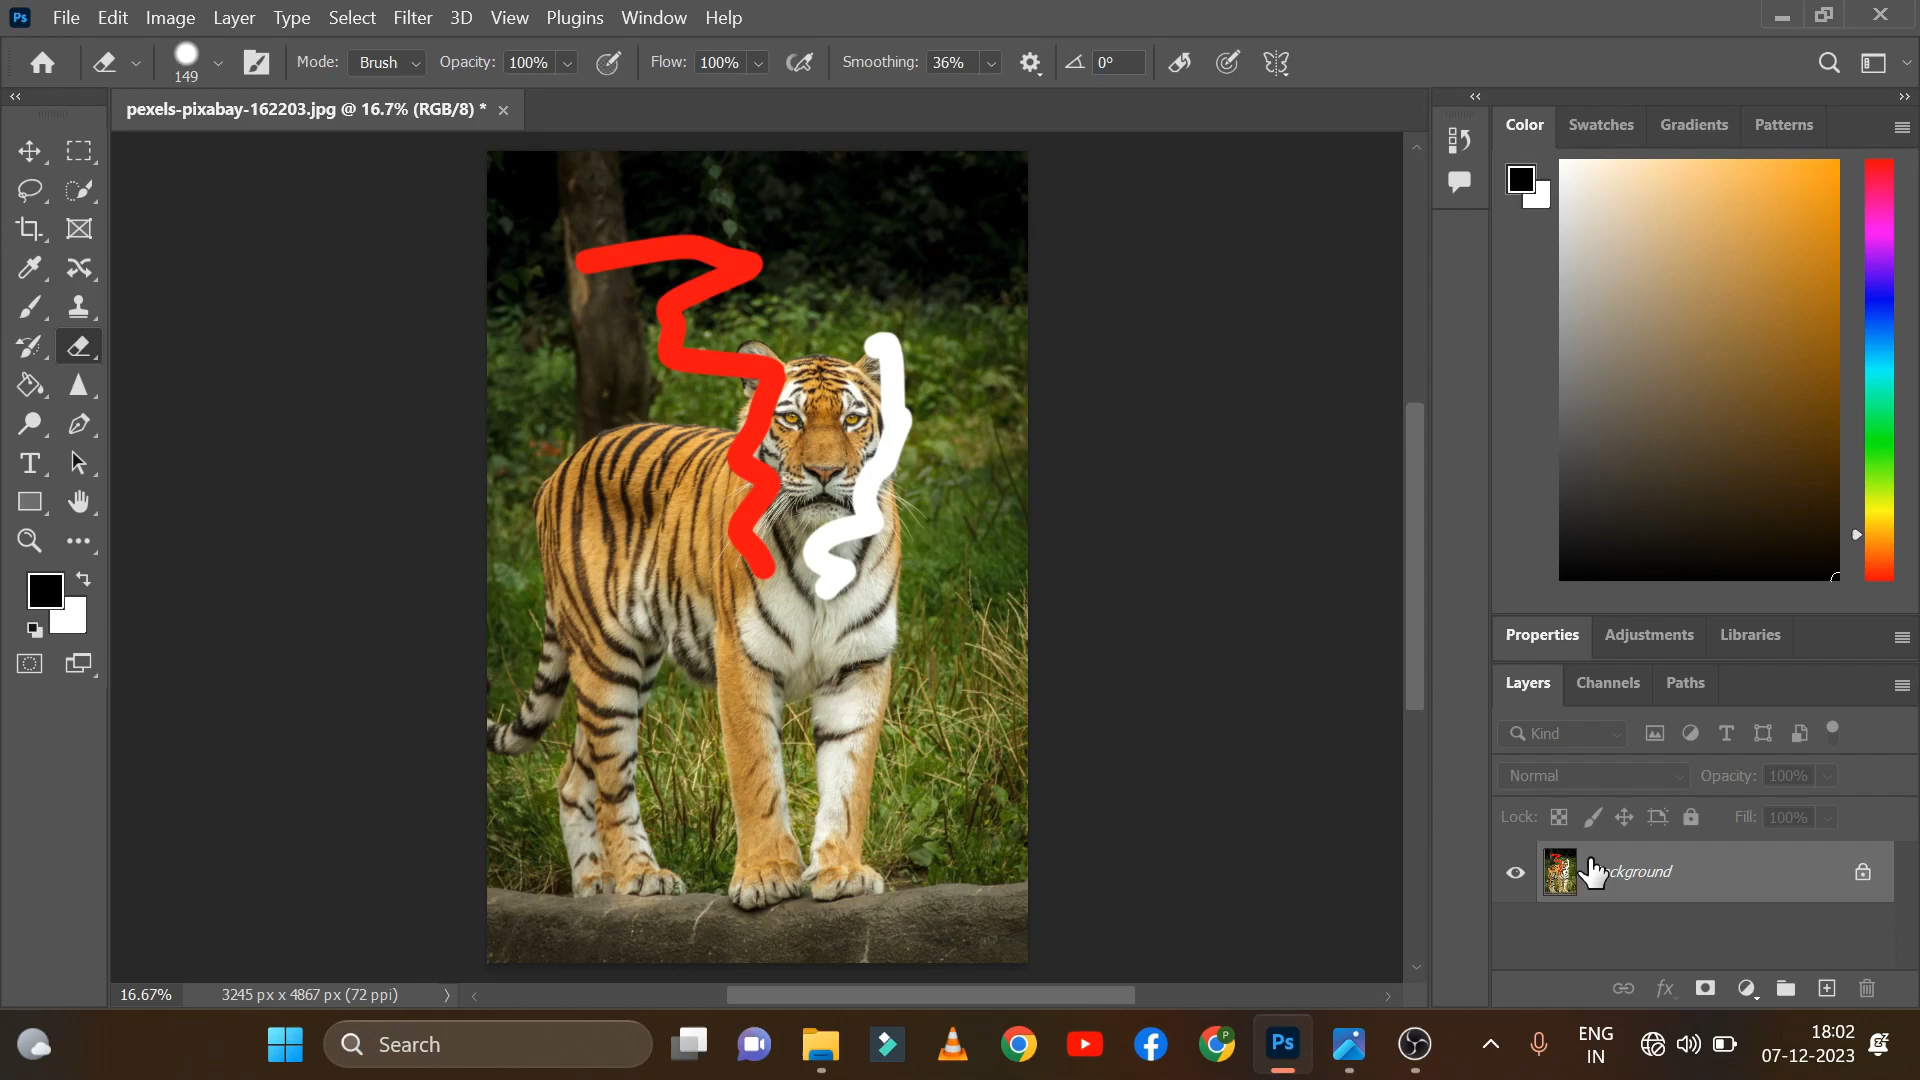 Ps File Edit Image Layer Type Select Filter 3D View Plugins Window Help
149 Mode: Brush Opacity: 100% Flow: 100% Smoothing: 36% 0°
pexels-pixabay-162203.jpg @ 16.7% (RGB/8) * ×
Color Swatches Gradients Patterns
Properties Adjustments Libraries
Layers Channels Paths
Kind
Normal Opacity: 100%
Lock: Fill: 100%
ckground
16.67% 3245 px x 4867 px (72 ppi)
Search
P
Ps
ENG
IN
18:02
07-12-2023